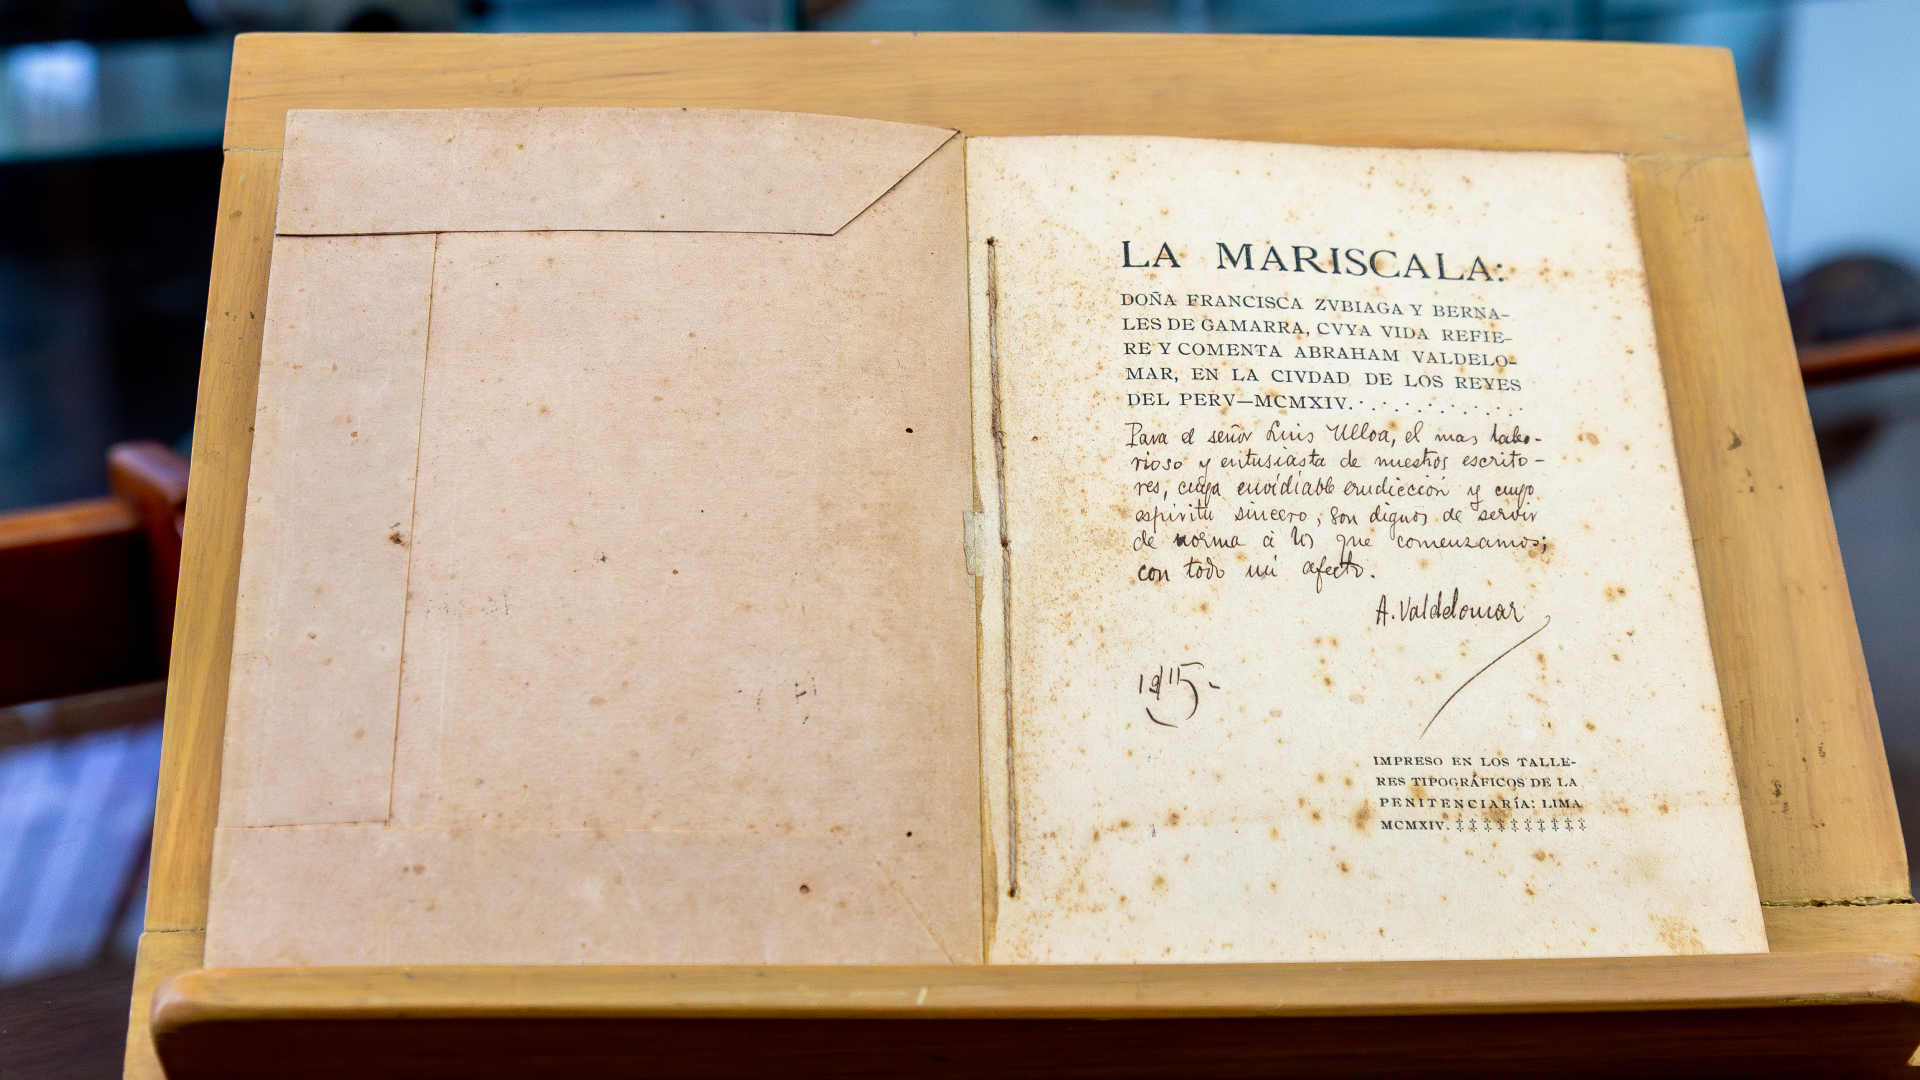 LA MARISCALA:
DOÑA FRANCISCA ZVBIAGA Y BERNA-
LES DE GAMARRA, CVYA VIDA REFIE-
RE Y COMENTA ABRAHAM VALDELO-
MAR, EN LA CIVDAD DE LOS REYES
DEL PERV—MCMXIV. . . . . . . . . . . . .
Para el señor Luis Ulloa, el mas labo-
rioso y entusiasta de nuestros escrito-
res, cuya envidiable erudicción y cuyo
espiritu sincero, son dignos de servir
de norma á los que comenzamos;
con todo mi afecto.
A. Valdelomar
1915-
IMPRESO EN LOS TALLE-
RES TIPOGRÁFICOS DE LA
PENITENCIARÍA: LIMA
MCMXIV. ‡ ‡ ‡ ‡ ‡ ‡ ‡ ‡ ‡ ‡